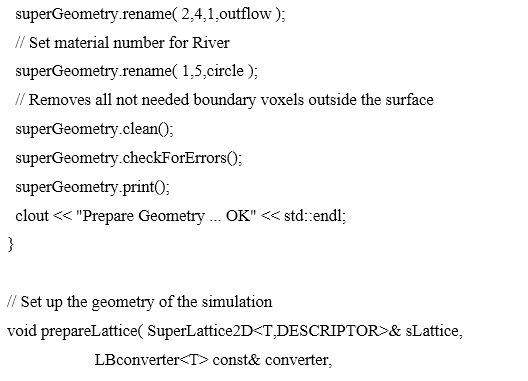 superGeometry.rename( 2,4,1,outflow );
// Set material number for River
superGeometry.rename( 1,5,circle );
// Removes all not needed boundary voxels outside the surface
superGeometry.clean();
superGeometry.checkForErrors();
superGeometry.print();
clout << "Prepare Geometry ... OK" << std::endl;
}
// Set up the geometry of the simulation
void prepareLattice( SuperLattice2D<T,DESCRIPTOR>& sLattice,
LBconverter<T> const& converter,